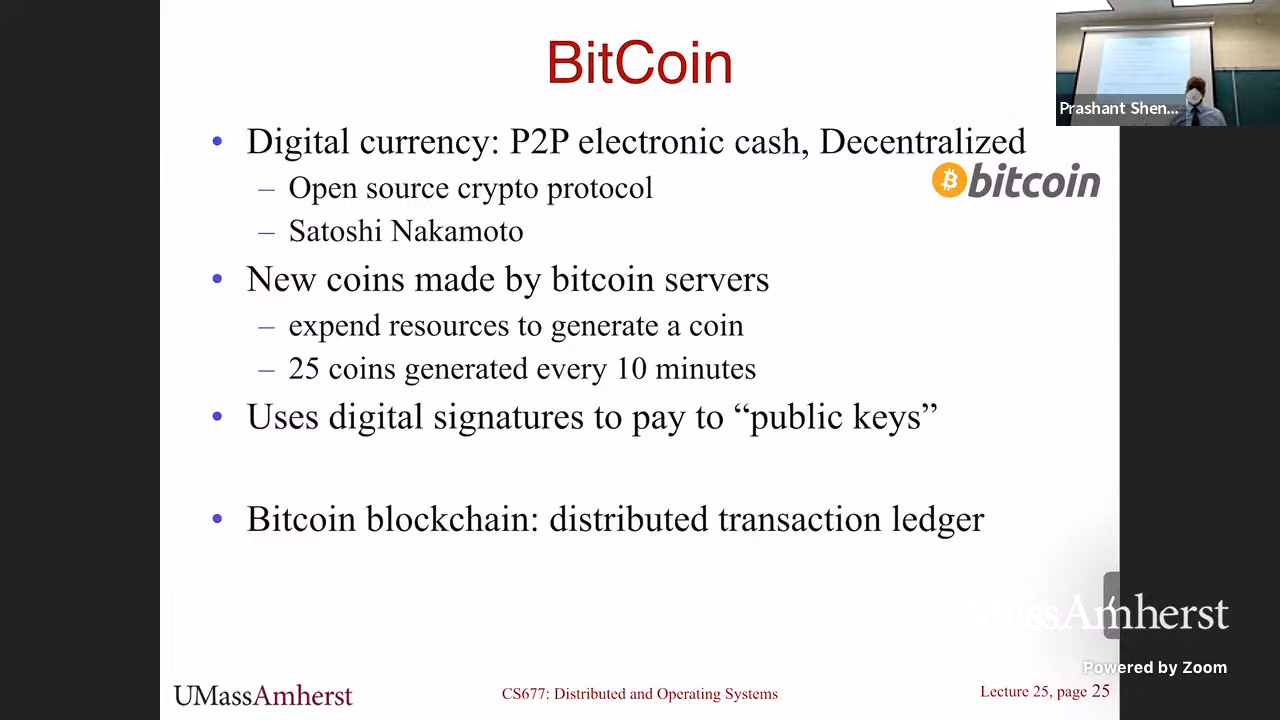 BitCoin
Prashant Shen...
• Digital currency: P2P electronic cash, Decentralized
bitcoin
– Open source crypto protocol
– Satoshi Nakamoto
• New coins made by bitcoin servers
– expend resources to generate a coin
– 25 coins generated every 10 minutes
• Uses digital signatures to pay to “public keys”
• Bitcoin blockchain: distributed transaction ledger
UMassAmherst
Powered by Zoom
UMassAmherst
CS677: Distributed and Operating Systems
Lecture 25, page 25